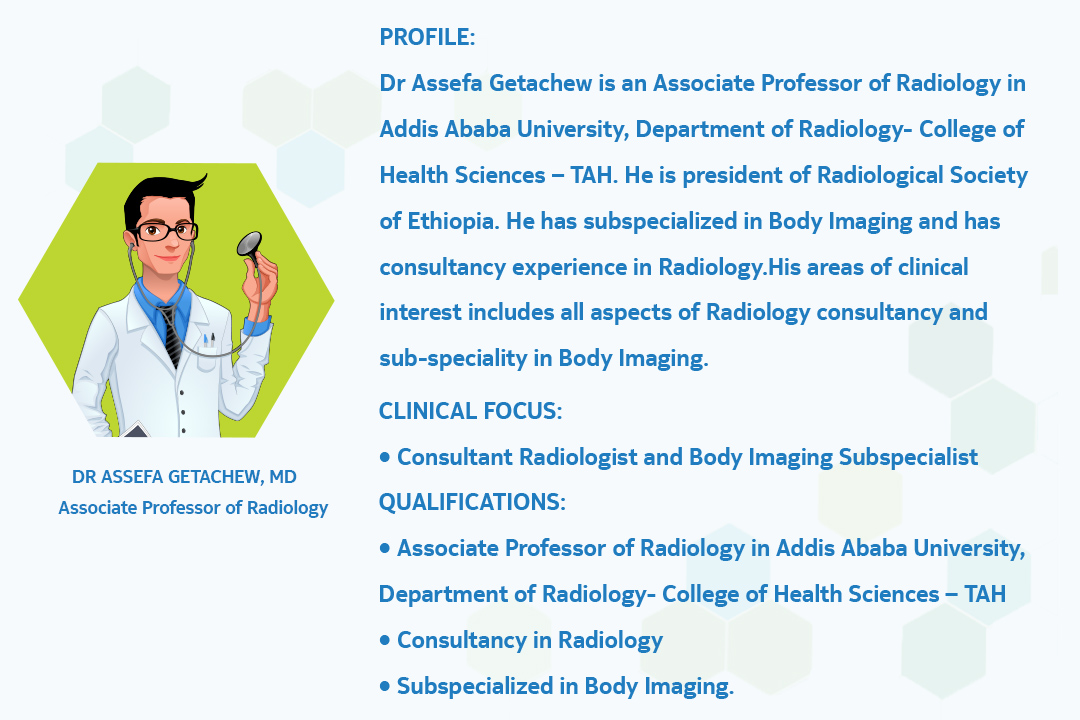 PROFILE:
Dr Assefa Getachew is an Associate Professor of Radiology in
Addis Ababa University, Department of Radiology- College of
Health Sciences – TAH. He is president of Radiological Society
of Ethiopia. He has subspecialized in Body Imaging and has
consultancy experience in Radiology.His areas of clinical
interest includes all aspects of Radiology consultancy and
sub-speciality in Body Imaging.
CLINICAL FOCUS:
• Consultant Radiologist and Body Imaging Subspecialist
QUALIFICATIONS:
• Associate Professor of Radiology in Addis Ababa University,
Department of Radiology- College of Health Sciences – TAH
• Consultancy in Radiology
• Subspecialized in Body Imaging.
DR ASSEFA GETACHEW, MD
Associate Professor of Radiology